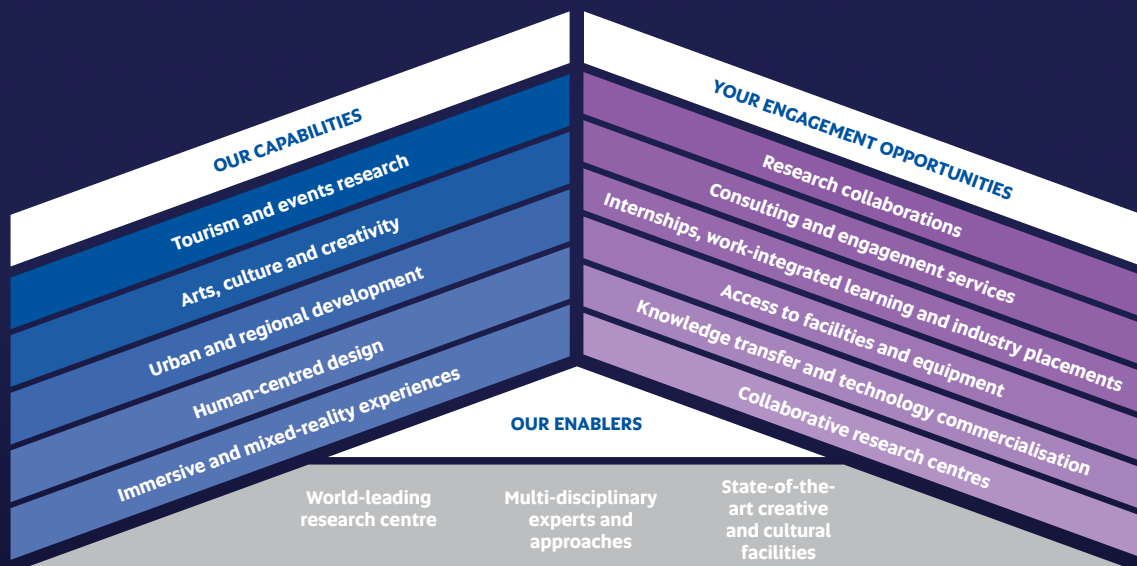 OUR CAPABILITIES
Tourism and events research
Arts, culture and creativity
Urban and regional development
Human-centred design
Immersive and mixed-reality experiences
YOUR ENGAGEMENT OPPORTUNITIES
Research collaborations
Consulting and engagement services
Internships, work-integrated learning and industry placements
Access to facilities and equipment
Knowledge transfer and technology commercialisation
Collaborative research centres
OUR ENABLERS
World-leading
research centre
Multi-disciplinary
experts and
approaches
State-of-the-
art creative
and cultural
facilities